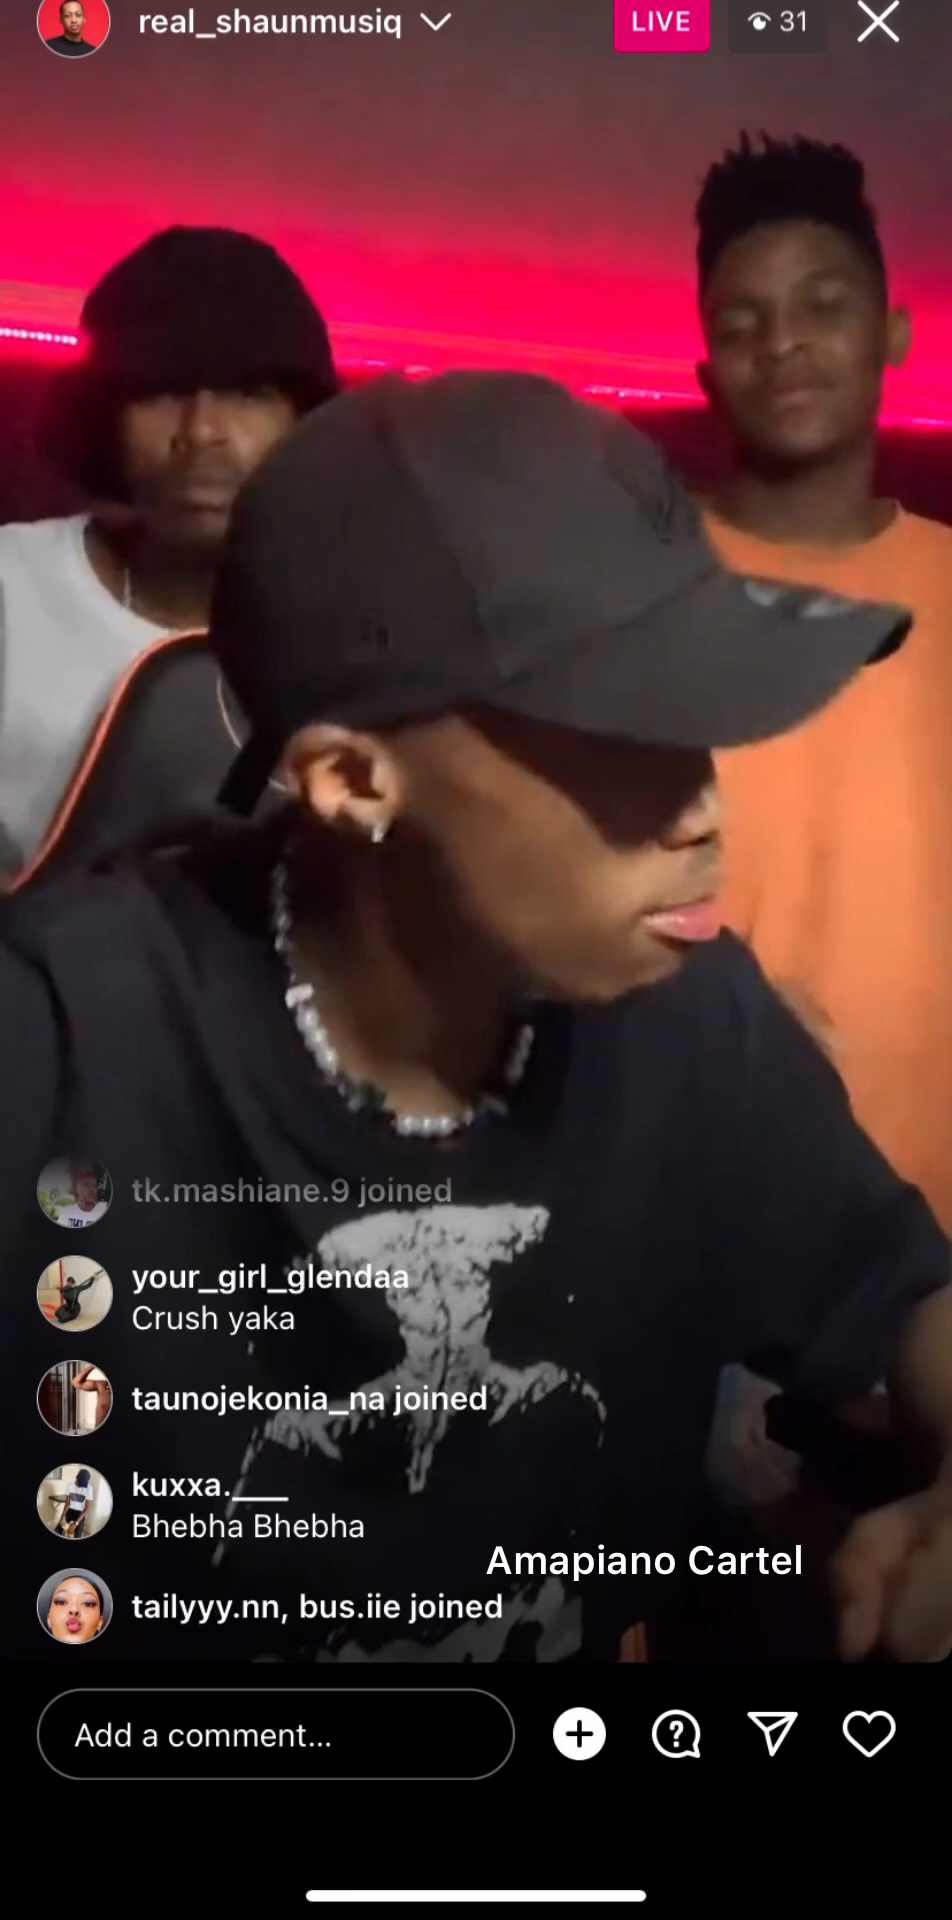 real_shaunmusiq
LIVE
31
tk.mashiane.9 joined
your_girl_glendaa
Crush yaka
taunojekonia_na joined
kuxxa.___
Bhebha Bhebha
Amapiano Cartel
tailyyy.nn, bus.iie joined
Add a comment...